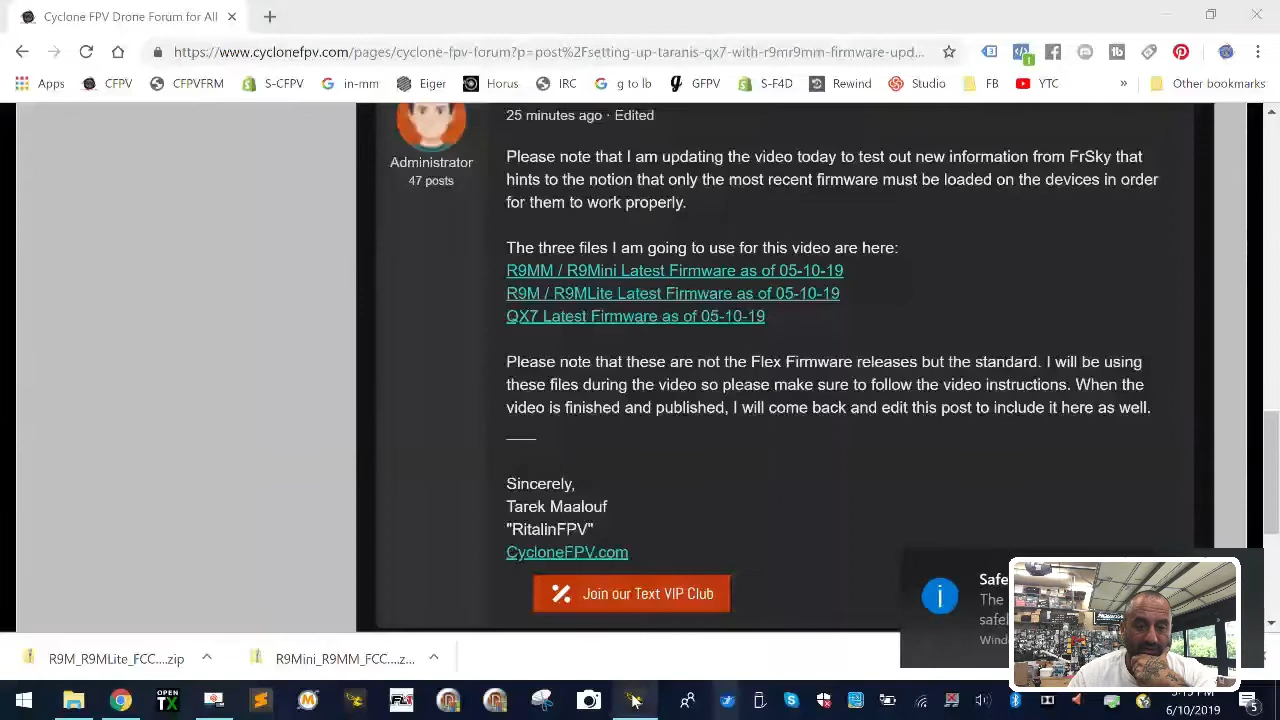 Cyclone FPV Drone Forum for All
https://www.cyclonefpv.com/pages/cyclone-fpv-forum?p=post%2Fsetting-up-taranis-qx7-with-r9mr9mm-firmware-upd...
Apps CFPV CFPVFRM S-CFPV in-mm Eiger Horus IRC g to lb GFPV S-F4D Rewind Studio FB YTC » Other bookmarks
25 minutes ago · Edited
Administrator
47 posts
Please note that I am updating the video today to test out new information from FrSky that
hints to the notion that only the most recent firmware must be loaded on the devices in order
for them to work properly.
The three files I am going to use for this video are here:
R9MM / R9Mini Latest Firmware as of 05-10-19
R9M / R9MLite Latest Firmware as of 05-10-19
QX7 Latest Firmware as of 05-10-19
Please note that these are not the Flex Firmware releases but the standard. I will be using
these files during the video so please make sure to follow the video instructions. When the
video is finished and published, I will come back and edit this post to include it here as well.
Sincerely,
Tarek Maalouf
"RitalinFPV"
CycloneFPV.com
Join our Text VIP Club
Safe
The
safel
Wind
R9M_R9MLite_FCC....zip
R9Mini_R9MM_FCC....z...
OPEN
TX
6/10/2019
5